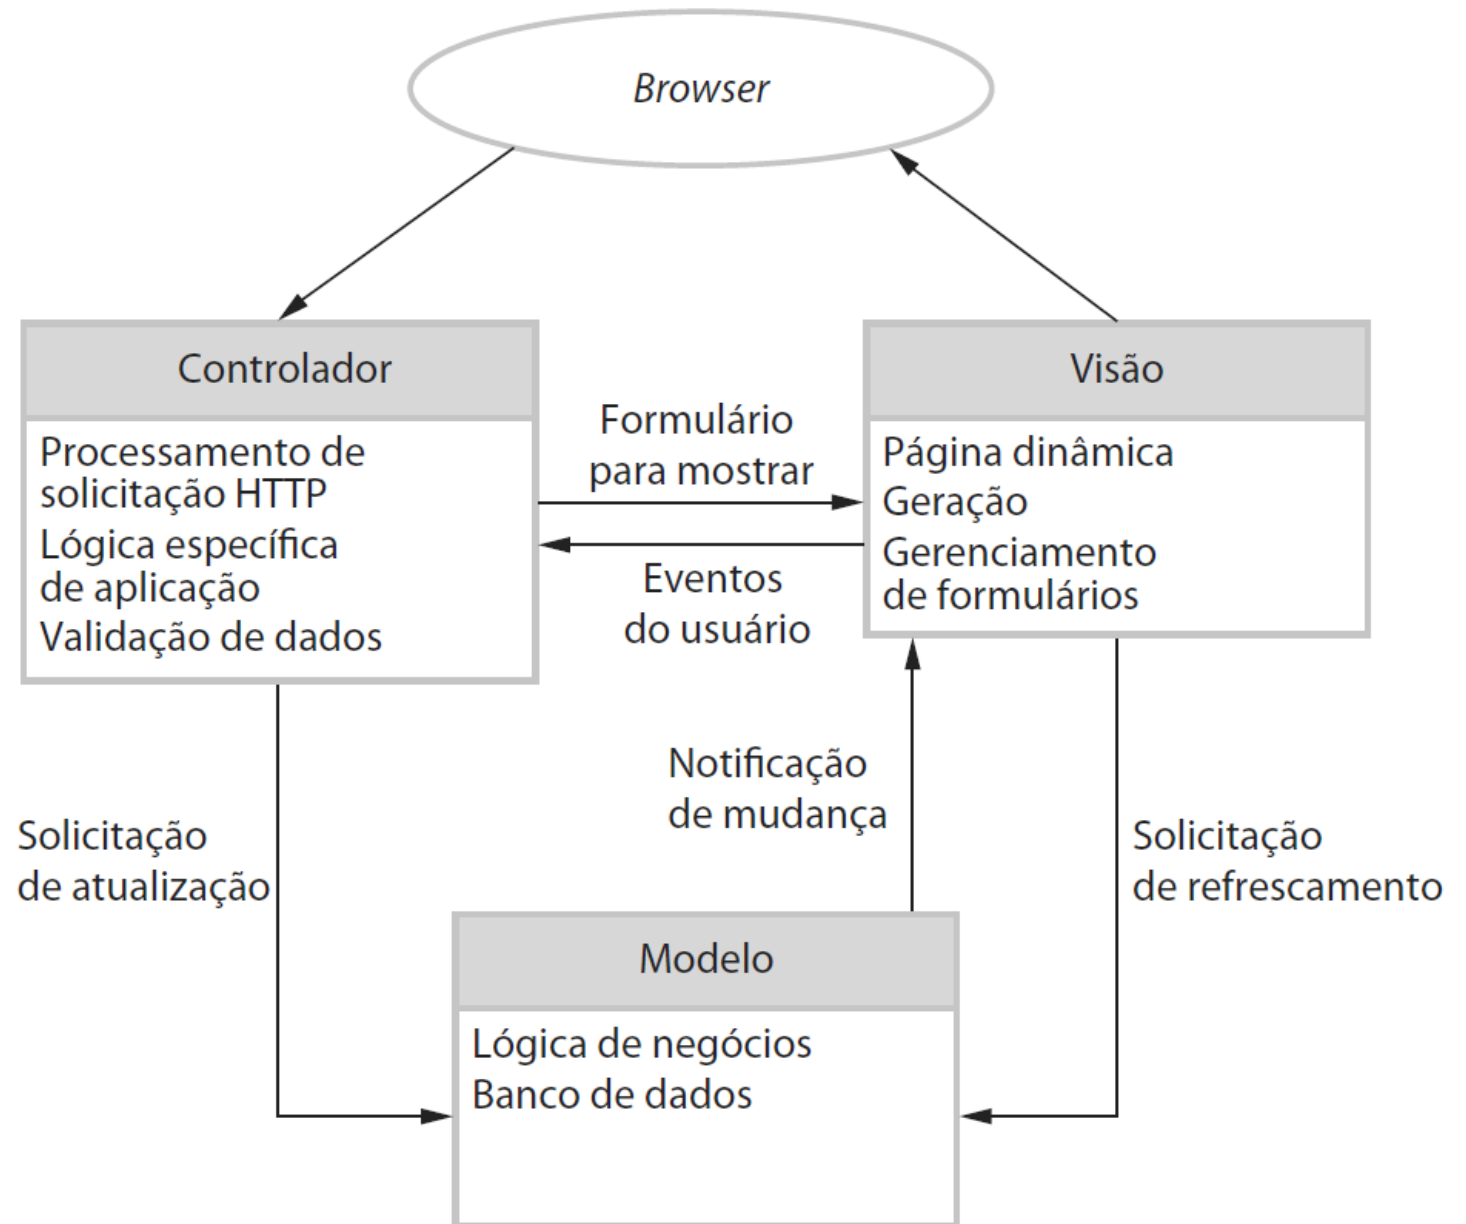 Browser
Controlador
Processamento de
solicitação HTTP
Lógica específica
de aplicação
Validação de dados
Formulário
para mostrar
Eventos
do usuário
Visão
Página dinâmica
Geração
Gerenciamento
de formulários
Solicitação
de atualização
Notificação
de mudança
Solicitação
de refrescamento
Modelo
Lógica de negócios
Banco de dados